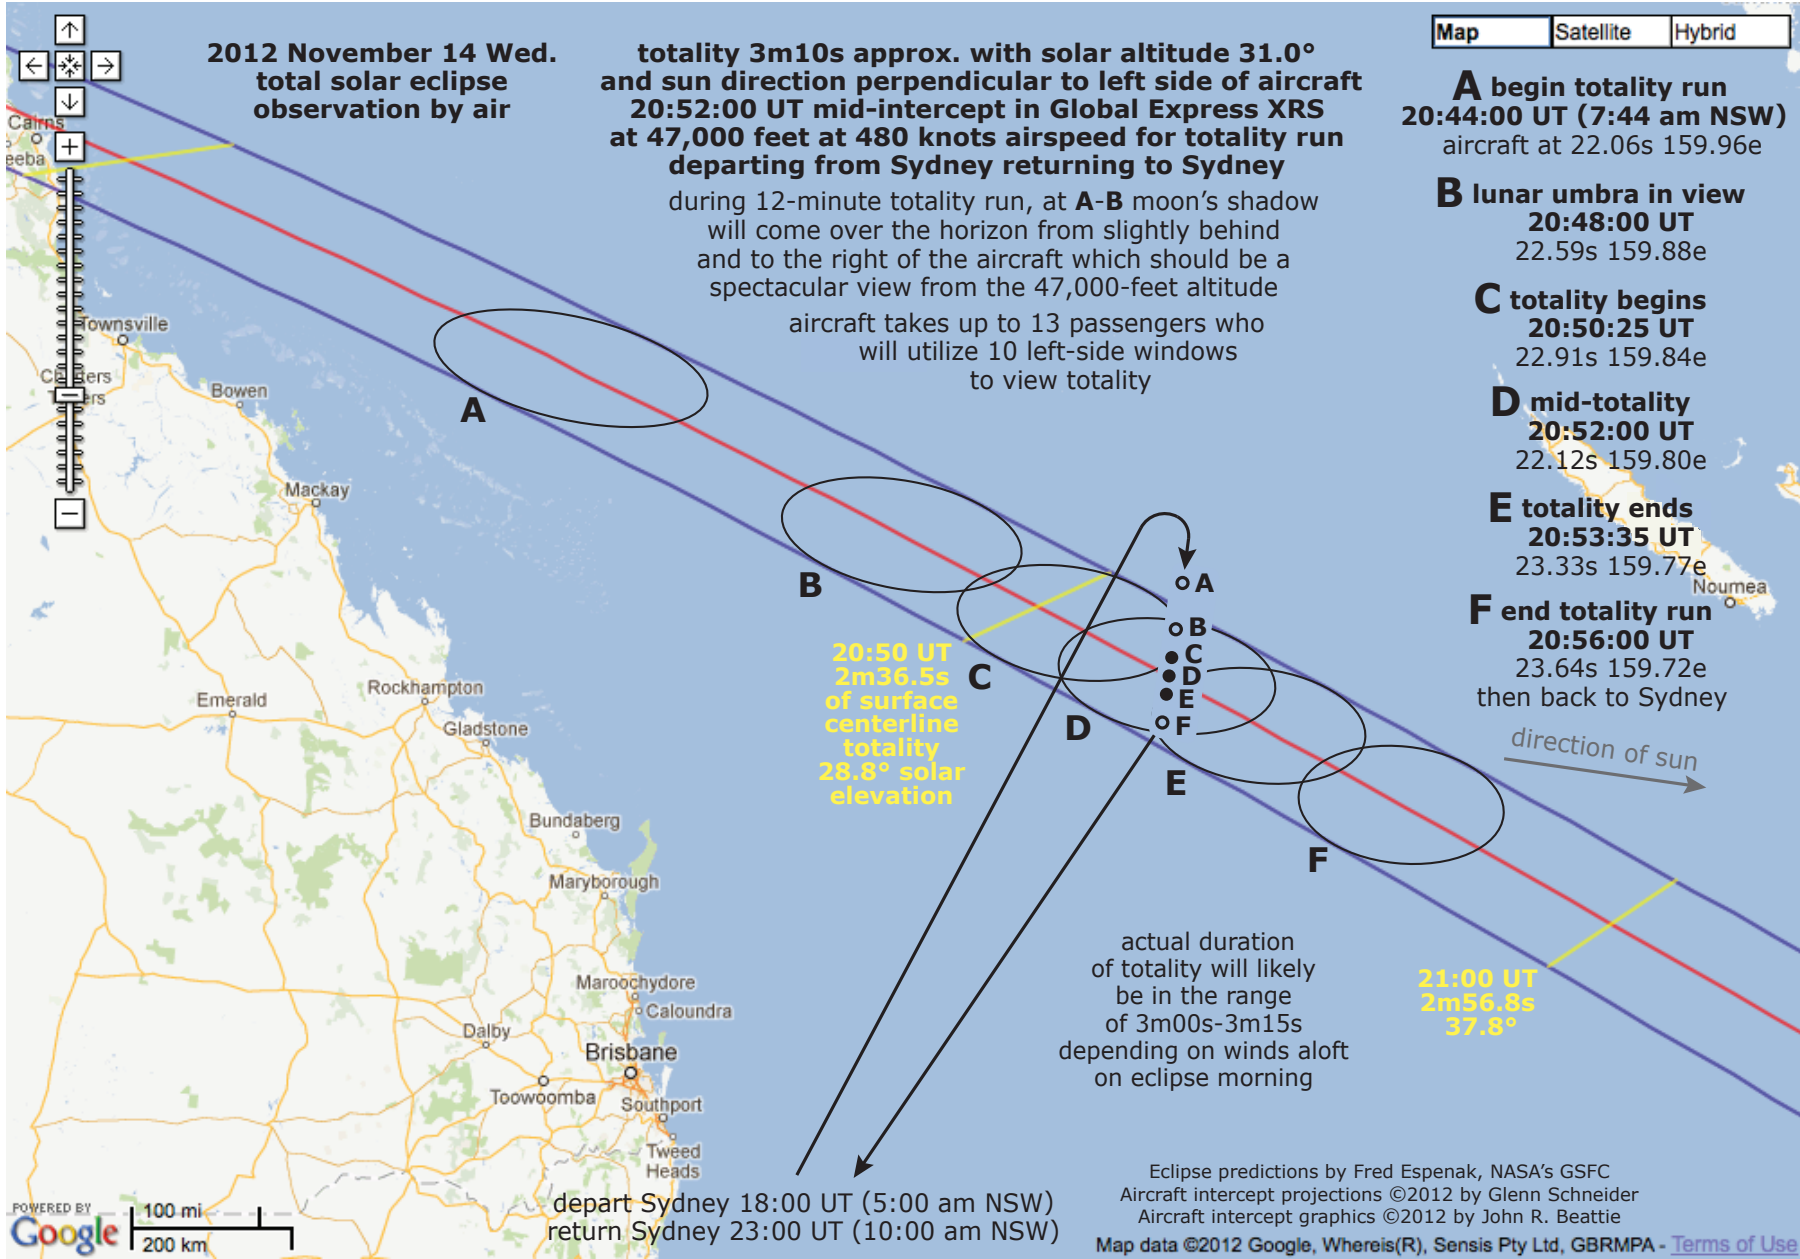 2012 November 14 Wed.
total solar eclipse
observation by air
totality 3m10s approx. with solar altitude 31.0°
and sun direction perpendicular to left side of aircraft
20:52:00 UT mid-intercept in Global Express XRS
at 47,000 feet at 480 knots airspeed for totality run
departing from Sydney returning to Sydney
during 12-minute totality run, at A-B moon's shadow
will come over the horizon from slightly behind
and to the right of the aircraft which should be a
spectacular view from the 47,000-feet altitude
aircraft takes up to 13 passengers who
will utilize 10 left-side windows
to view totality
Map
Satellite
Hybrid
A begin totality run
20:44:00 UT (7:44 am NSW)
aircraft at 22.06s 159.96e
B lunar umbra in view
20:48:00 UT
22.59s 159.88e
C totality begins
20:50:25 UT
22.91s 159.84e
D mid-totality
20:52:00 UT
22.12s 159.80e
E totality ends
20:53:35 UT
23.33s 159.77e
F end totality run
20:56:00 UT
23.64s 159.72e
then back to Sydney
direction of sun
Noumea
Cairns
eeba
Townsville
Bowen
Mackay
Emerald
Rockhampton
Gladstone
Bundaberg
Maryborough
Maroochydore
Caloundra
Dalby
Brisbane
Toowoomba
Southport
Tweed
Heads
A
B
C
D
E
F
A
B
C
D
E
F
20:50 UT
2m36.5s
of surface
centerline
totality
28.8° solar
elevation
21:00 UT
2m56.8s
37.8°
actual duration
of totality will likely
be in the range
of 3m00s-3m15s
depending on winds aloft
on eclipse morning
depart Sydney 18:00 UT (5:00 am NSW)
return Sydney 23:00 UT (10:00 am NSW)
POWERED BY
Google
100 mi
200 km
Eclipse predictions by Fred Espenak, NASA's GSFC
Aircraft intercept projections ©2012 by Glenn Schneider
Aircraft intercept graphics ©2012 by John R. Beattie
Map data ©2012 Google, Whereis(R), Sensis Pty Ltd, GBRMPA - Terms of Use